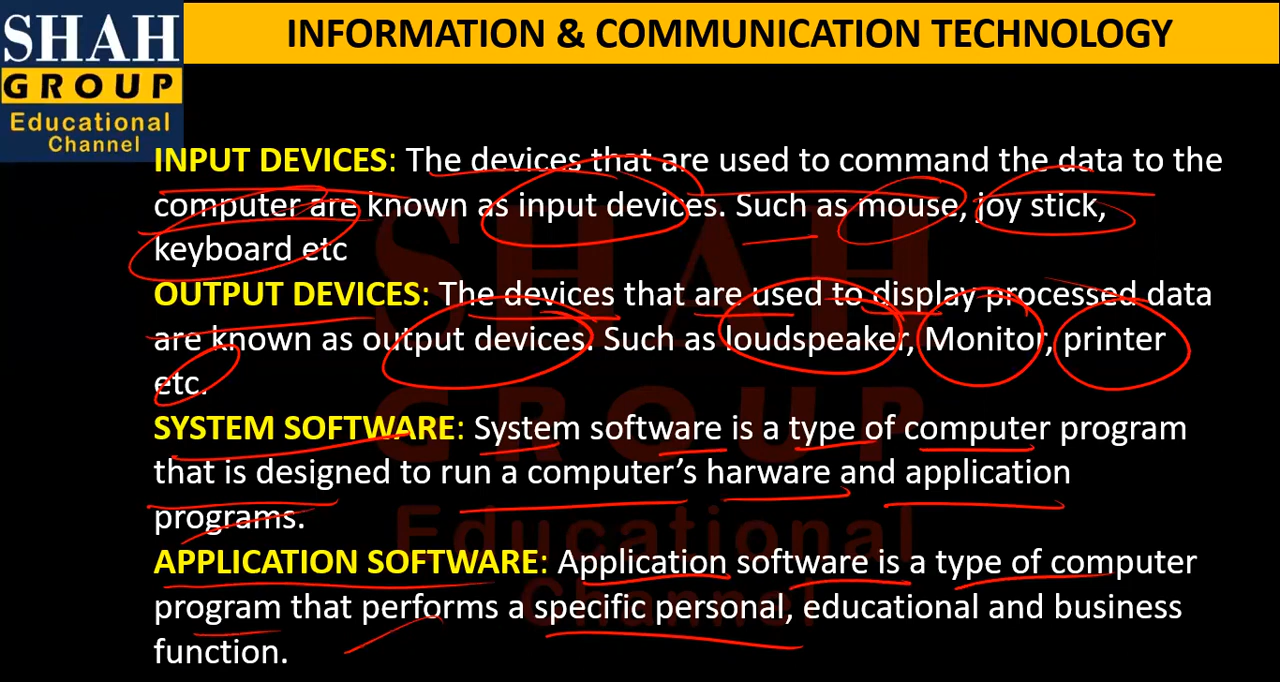 SHAH
GROUP
Educational
Channel
INFORMATION & COMMUNICATION TECHNOLOGY
INPUT DEVICES: The devices that are used to command the data to the
computer are known as input devices. Such as mouse, joy stick,
keyboard etc
OUTPUT DEVICES: The devices that are used to display processed data
are known as output devices. Such as loudspeaker, Monitor, printer
etc.
SYSTEM SOFTWARE: System software is a type of computer program
that is designed to run a computer’s harware and application
programs.
APPLICATION SOFTWARE: Application software is a type of computer
program that performs a specific personal, educational and business
function.
SHAH
GROUP
Educational
Channel